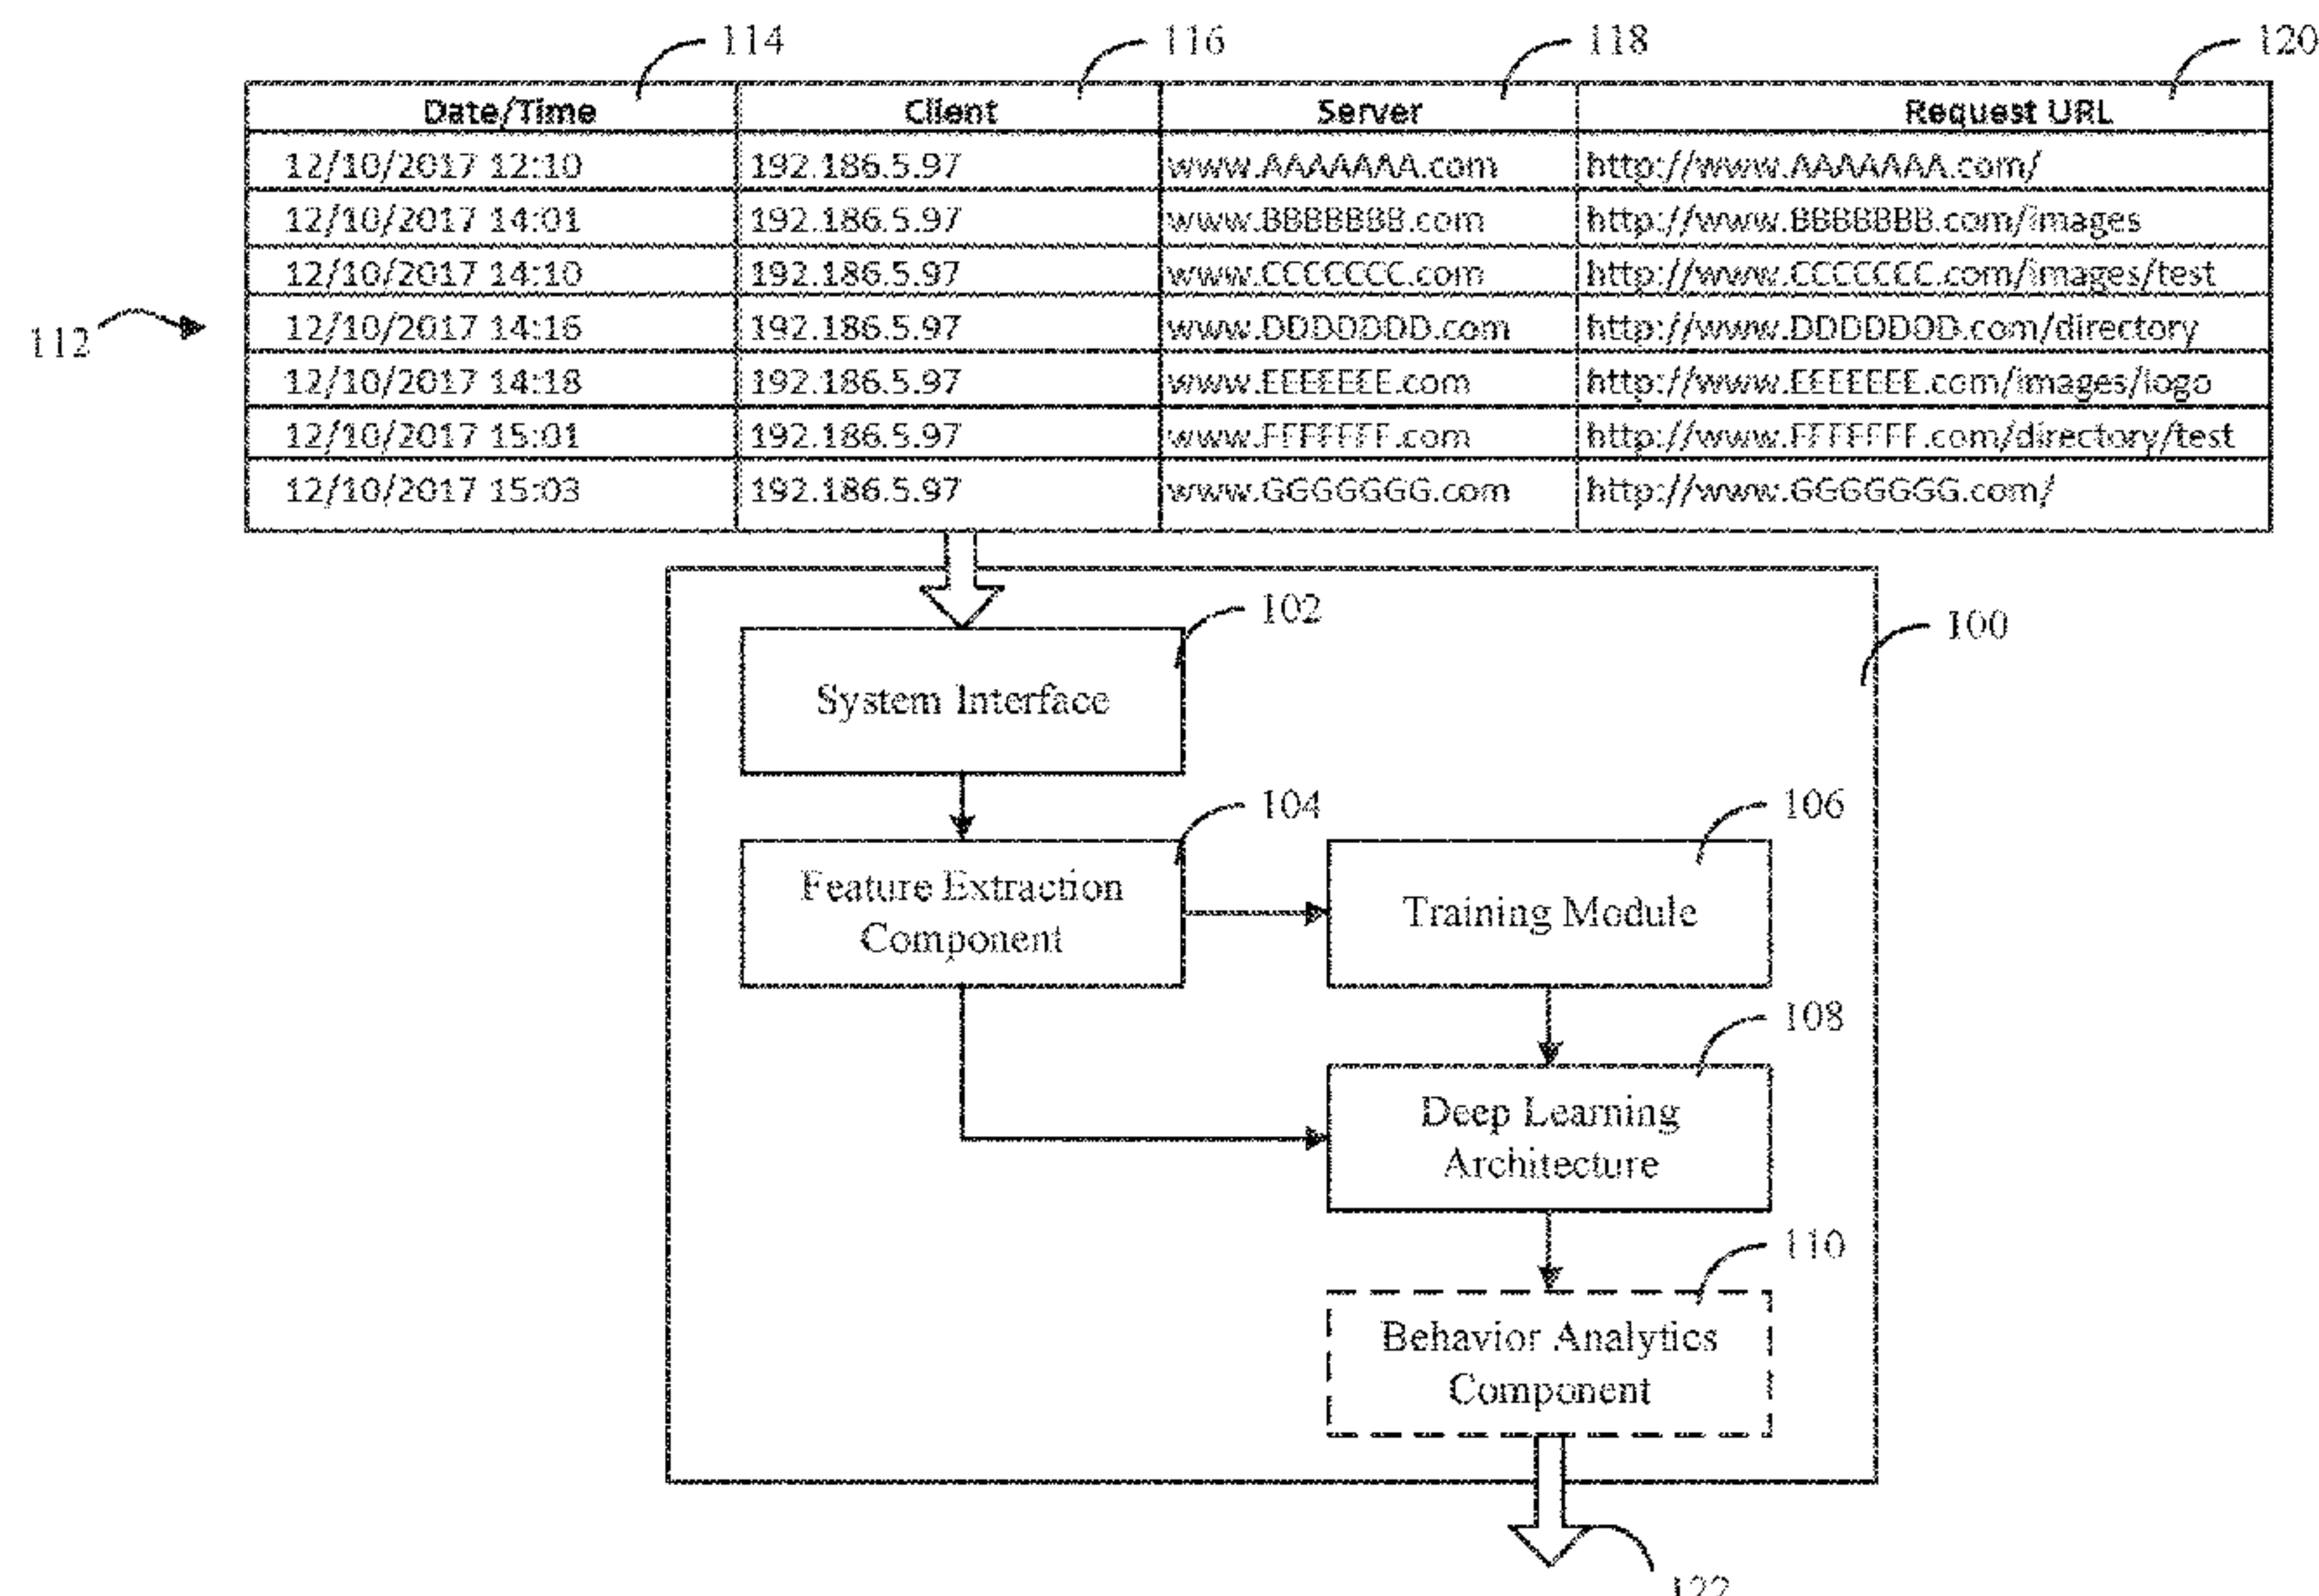 114 116 118 120
Date/Time Client Server Request URL
12/10/2017 12:10 192.186.5.97 www.AAAAAAA.com http://www.AAAAAAA.com/
12/10/2017 14:01 192.186.5.97 www.BBBBBBB.com http://www.BBBBBBB.com/images
12/10/2017 14:10 192.186.5.97 www.CCCCCCC.com http://www.CCCCCCC.com/images/test
112
12/10/2017 14:16 192.186.5.97 www.DDDDDDD.com http://www.DDDDDDD.com/directory
12/10/2017 14:18 192.186.5.97 www.EEEEEEE.com http://www.EEEEEEE.com/images/logo
12/10/2017 15:01 192.186.5.97 www.FFFFFFF.com http://www.FFFFFFF.com/directory/test
12/10/2017 15:03 192.186.5.97 www.GGGGGGG.com http://www.GGGGGGG.com/
102
100
System Interface
104
106
Feature Extraction
Component
Training Module
108
Deep Learning
Architecture
110
Behavior Analytics
Component
122